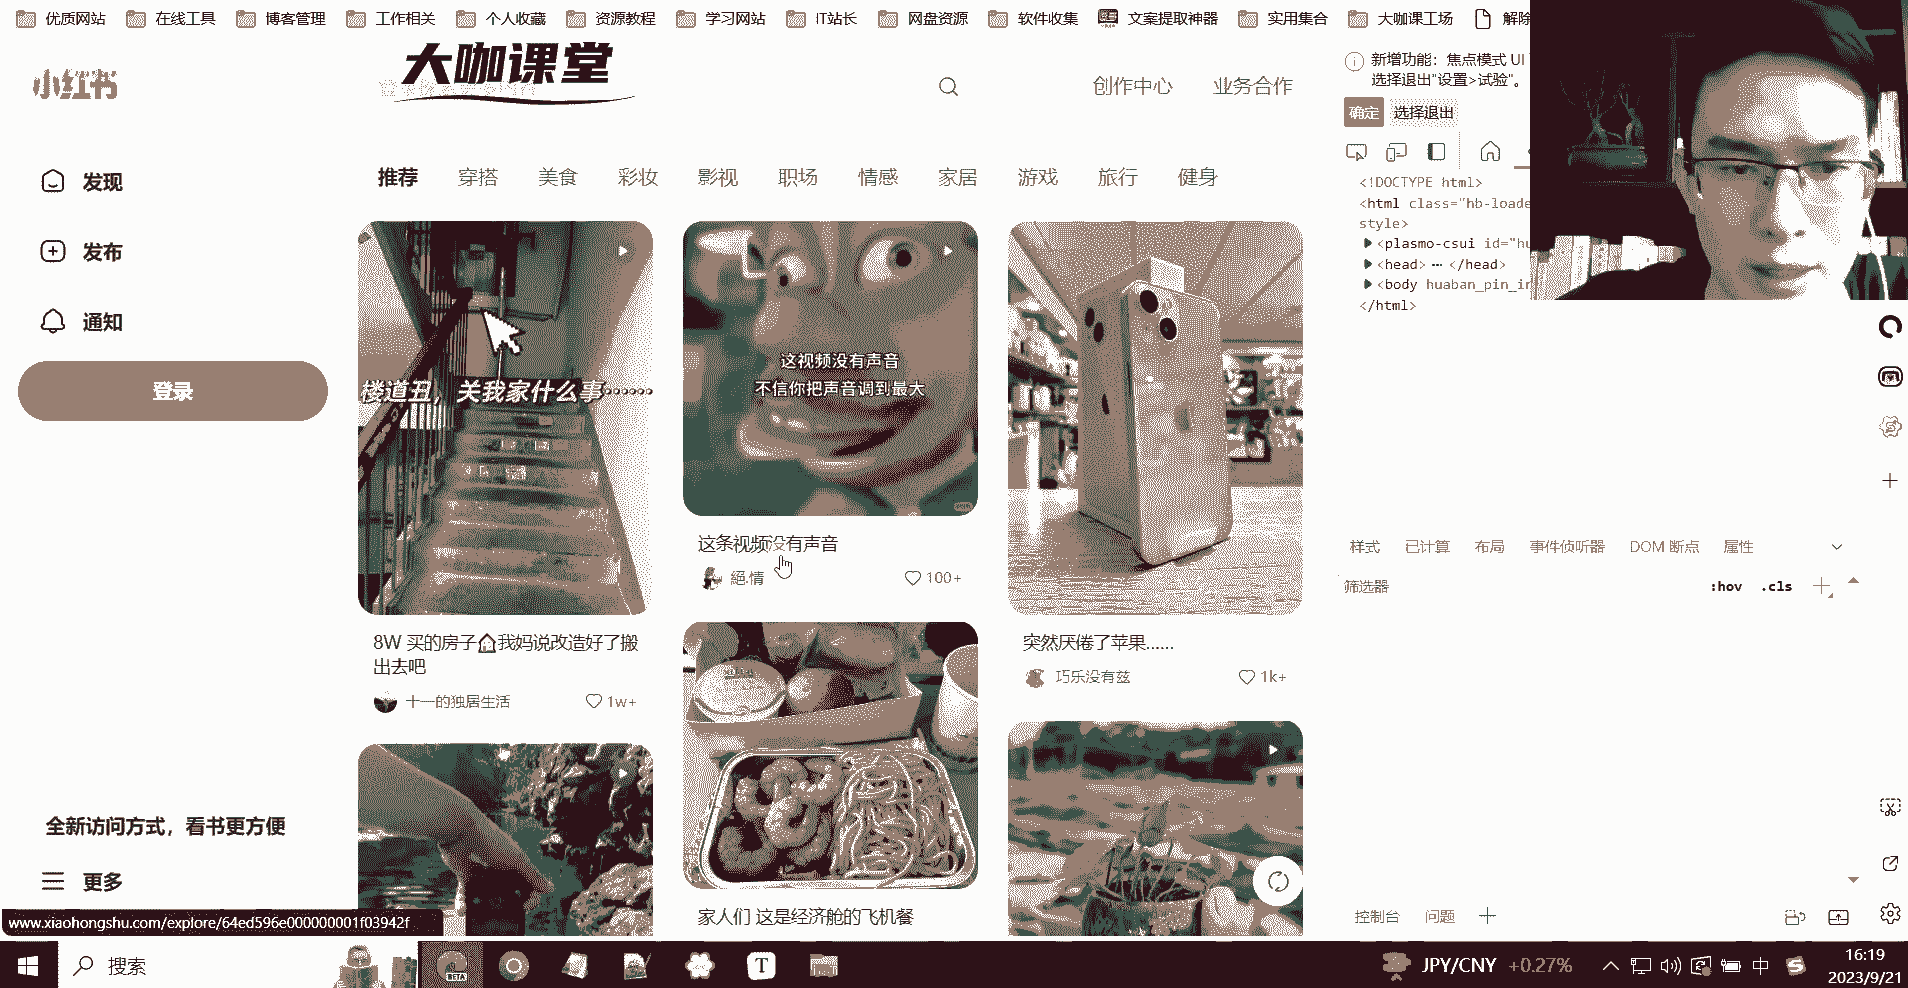 优质网站 在线工具 博客管理 工作相关 个人收藏 资源教程 学习网站 IT站长 网盘资源 软件收集 文案提取神器 实用集合 大咖课工场 解除
小红书
大咖课堂
创作中心 业务合作
新增功能：焦点模式 UI
选择退出"设置>试验"。
确定 选择退出
发现
发布
通知
登录
推荐 穿搭 美食 彩妆 影视 职场 情感 家居 游戏 旅行 健身
<!DOCTYPE html>
<html class="hb-loade
style>
<plasmo-csui id="hu
<head> ⋯ </head>
<body huaban_pin_in
</html>
楼道丑，关我家什么事……
这视频没有声音
不信你把声音调到最大
这条视频没有声音
絕.情 100+
8W 买的房子🏠我妈说改造好了搬
出去吧
十一的独居生活 1w+
突然厌倦了苹果......
巧乐没有兹 1k+
家人们 这是经济舱的飞机餐
样式 已计算 布局 事件侦听器 DOM 断点 属性
筛选器 :hov .cls
控制台 问题
全新访问方式，看书更方便
更多
www.xiaohongshu.com/explore/64ed596e000000001f03942f
搜索
BETA
T
JPY/CNY +0.27%
中
S
16:19
2023/9/21